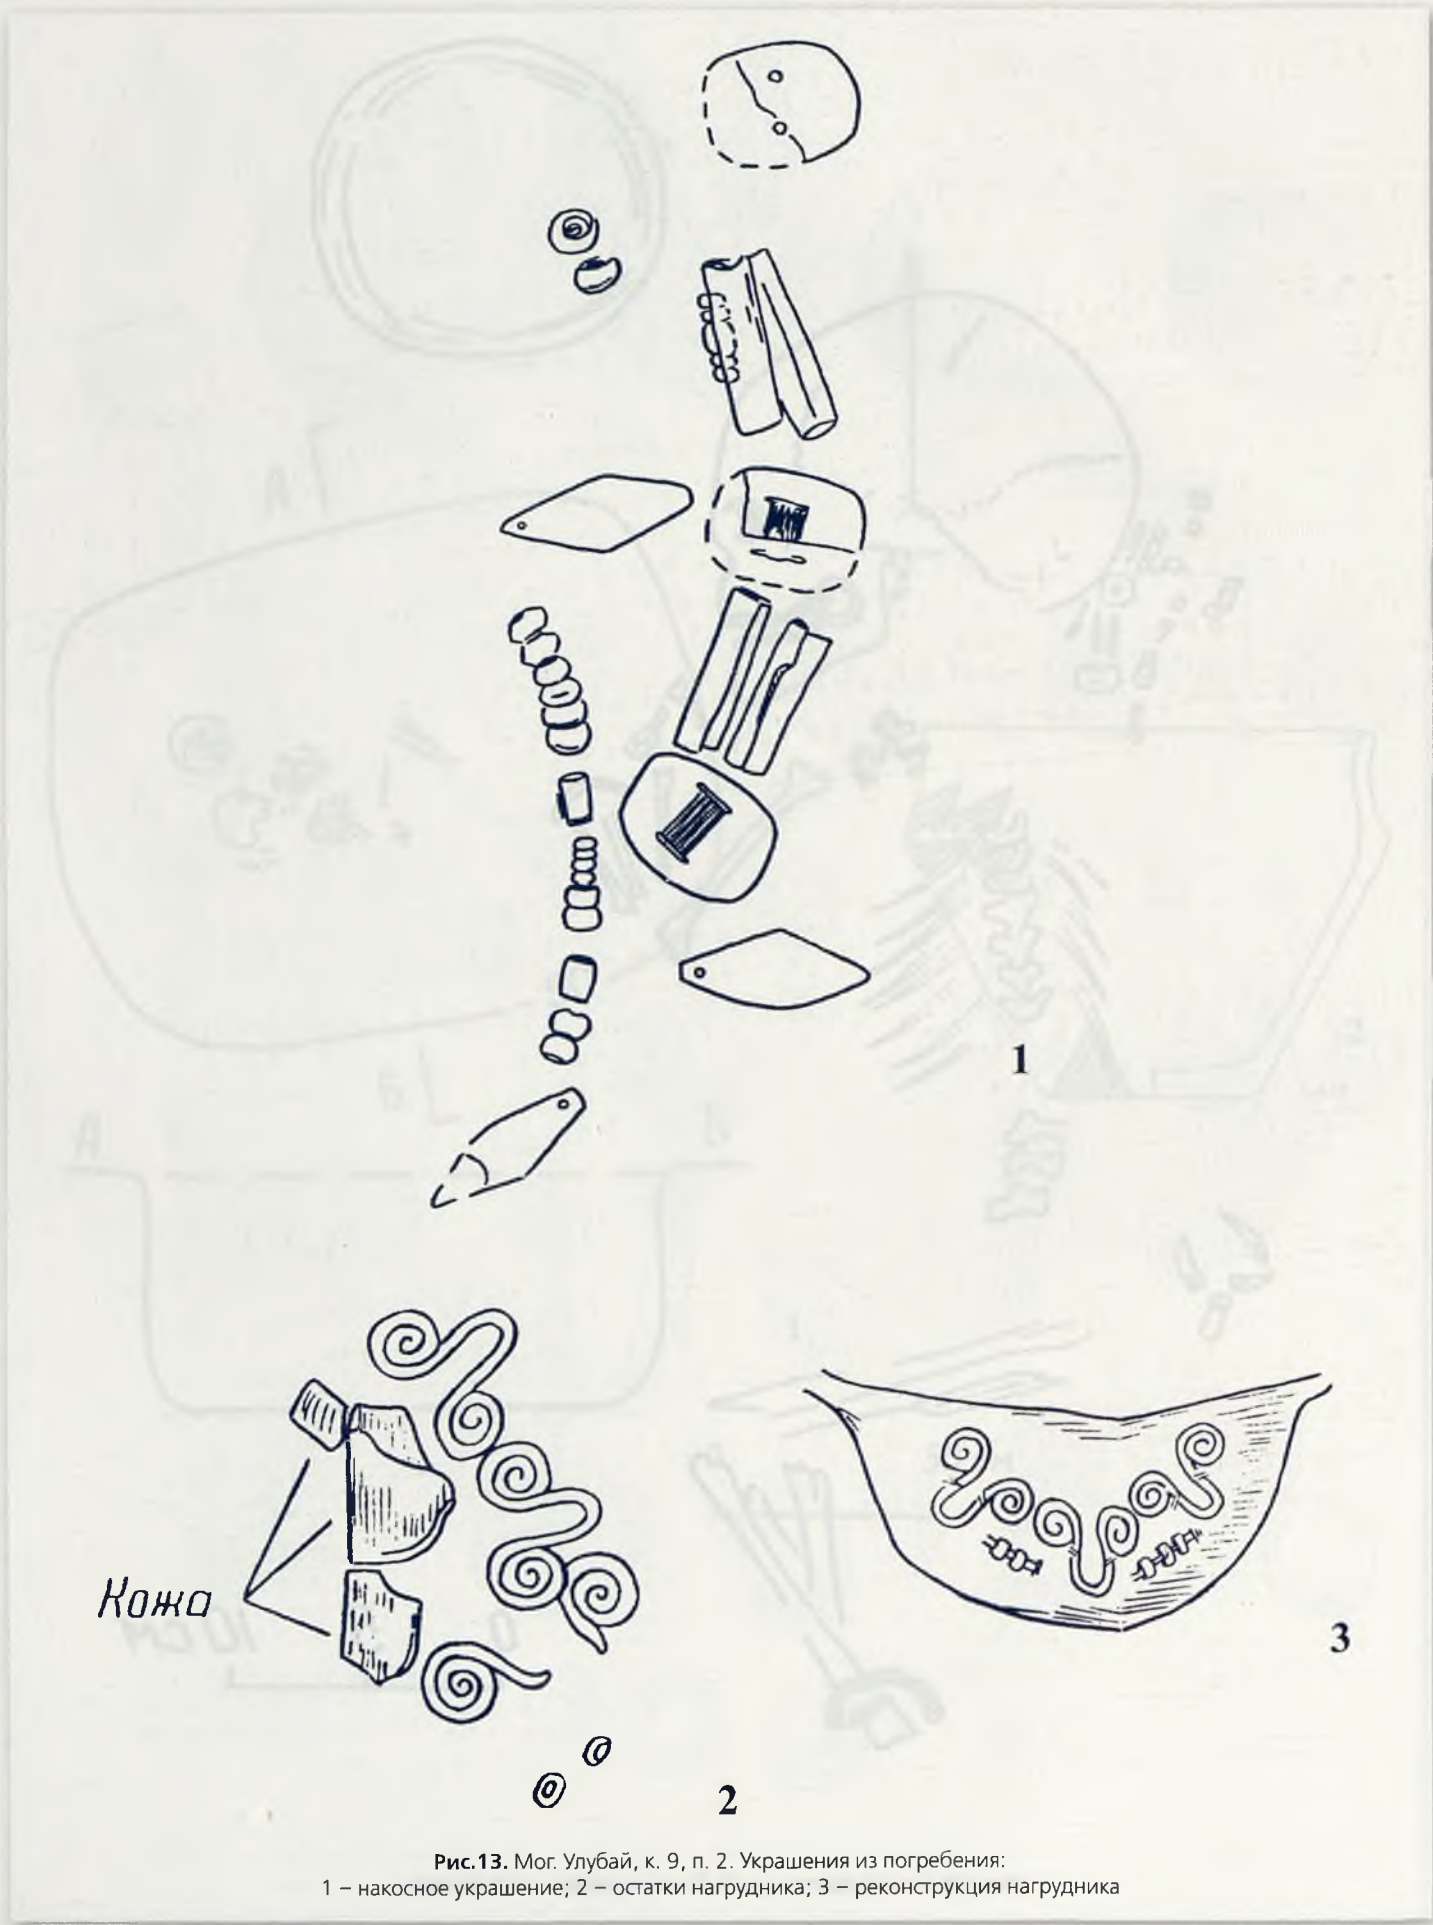 1
Кожа
3
2
Рис.13. Мог. Улубай, к. 9, п. 2. Украшения из погребения:
1 – накосное украшение; 2 – остатки нагрудника; 3 – реконструкция нагрудника